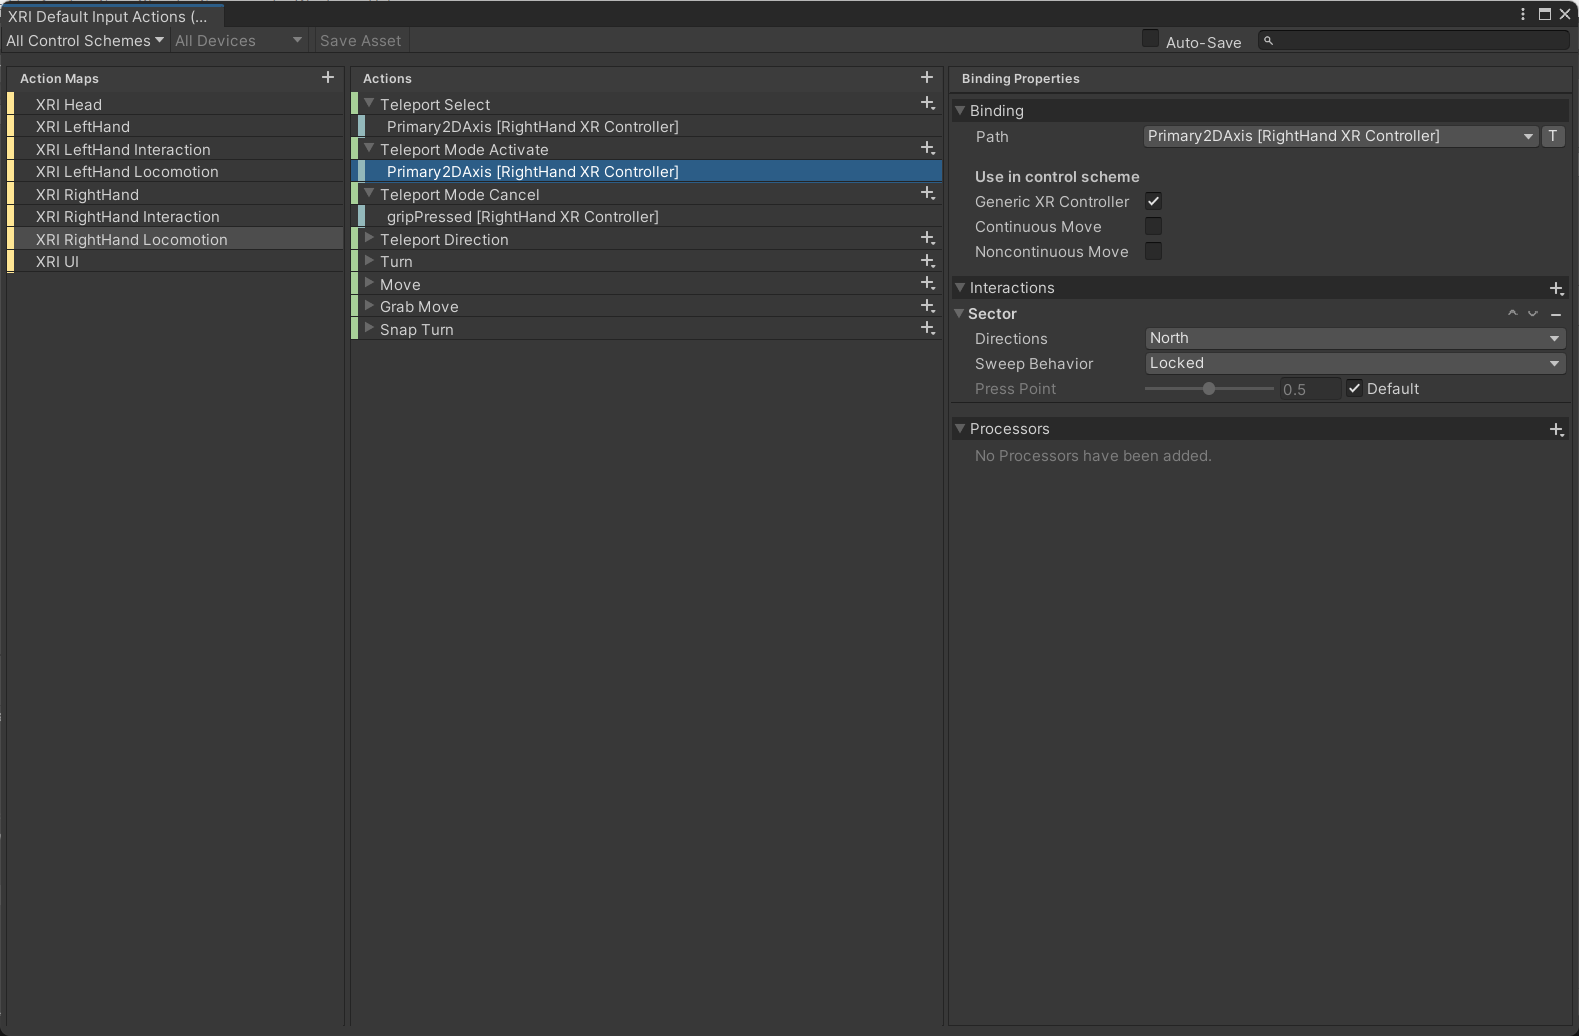 XRI Default Input Actions (...
All Control Schemes All Devices Save Asset Auto-Save
Action Maps
XRI Head
XRI LeftHand
XRI LeftHand Interaction
XRI LeftHand Locomotion
XRI RightHand
XRI RightHand Interaction
XRI RightHand Locomotion
XRI UI
Actions
Teleport Select
Primary2DAxis [RightHand XR Controller]
Teleport Mode Activate
Primary2DAxis [RightHand XR Controller]
Teleport Mode Cancel
gripPressed [RightHand XR Controller]
Teleport Direction
Turn
Move
Grab Move
Snap Turn
Binding Properties
Binding
Path Primary2DAxis [RightHand XR Controller] T
Use in control scheme
Generic XR Controller
Continuous Move
Noncontinuous Move
Interactions
Sector
Directions North
Sweep Behavior Locked
Press Point 0.5 Default
Processors
No Processors have been added.